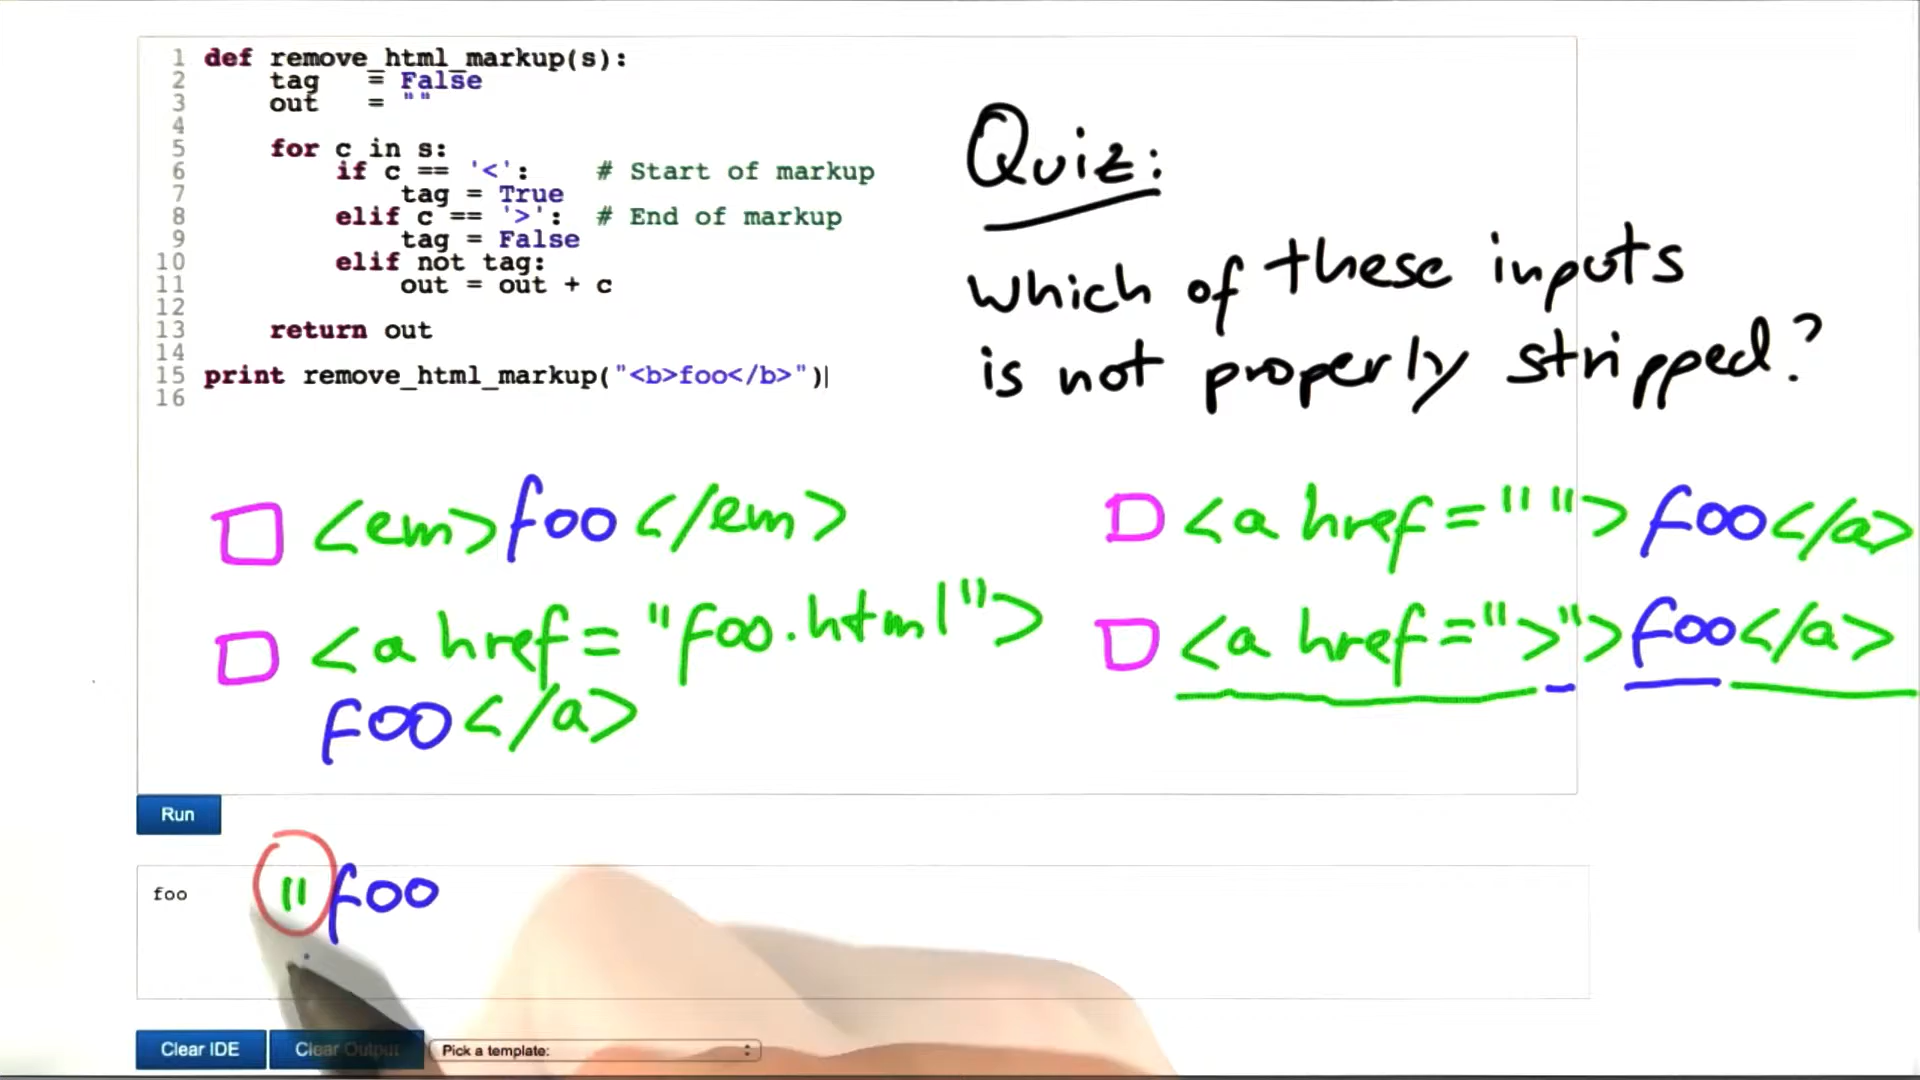 1 def remove_html_markup(s):
2 tag = False
3 out = ""
4
5 for c in s:
6 if c == '<': # Start of markup
7 tag = True
8 elif c == '>': # End of markup
9 tag = False
10 elif not tag:
11 out = out + c
12
13 return out
14
15 print remove_html_markup("<b>foo</b>")
16
Quiz:
Which of these inputs
is not properly stripped?
<em>foo</em>
<a href="foo.html">
foo</a>
<a href="">foo</a>
<a href=">">foo</a>
Run
foo
"foo
Clear IDE
Clear Output
Pick a template: